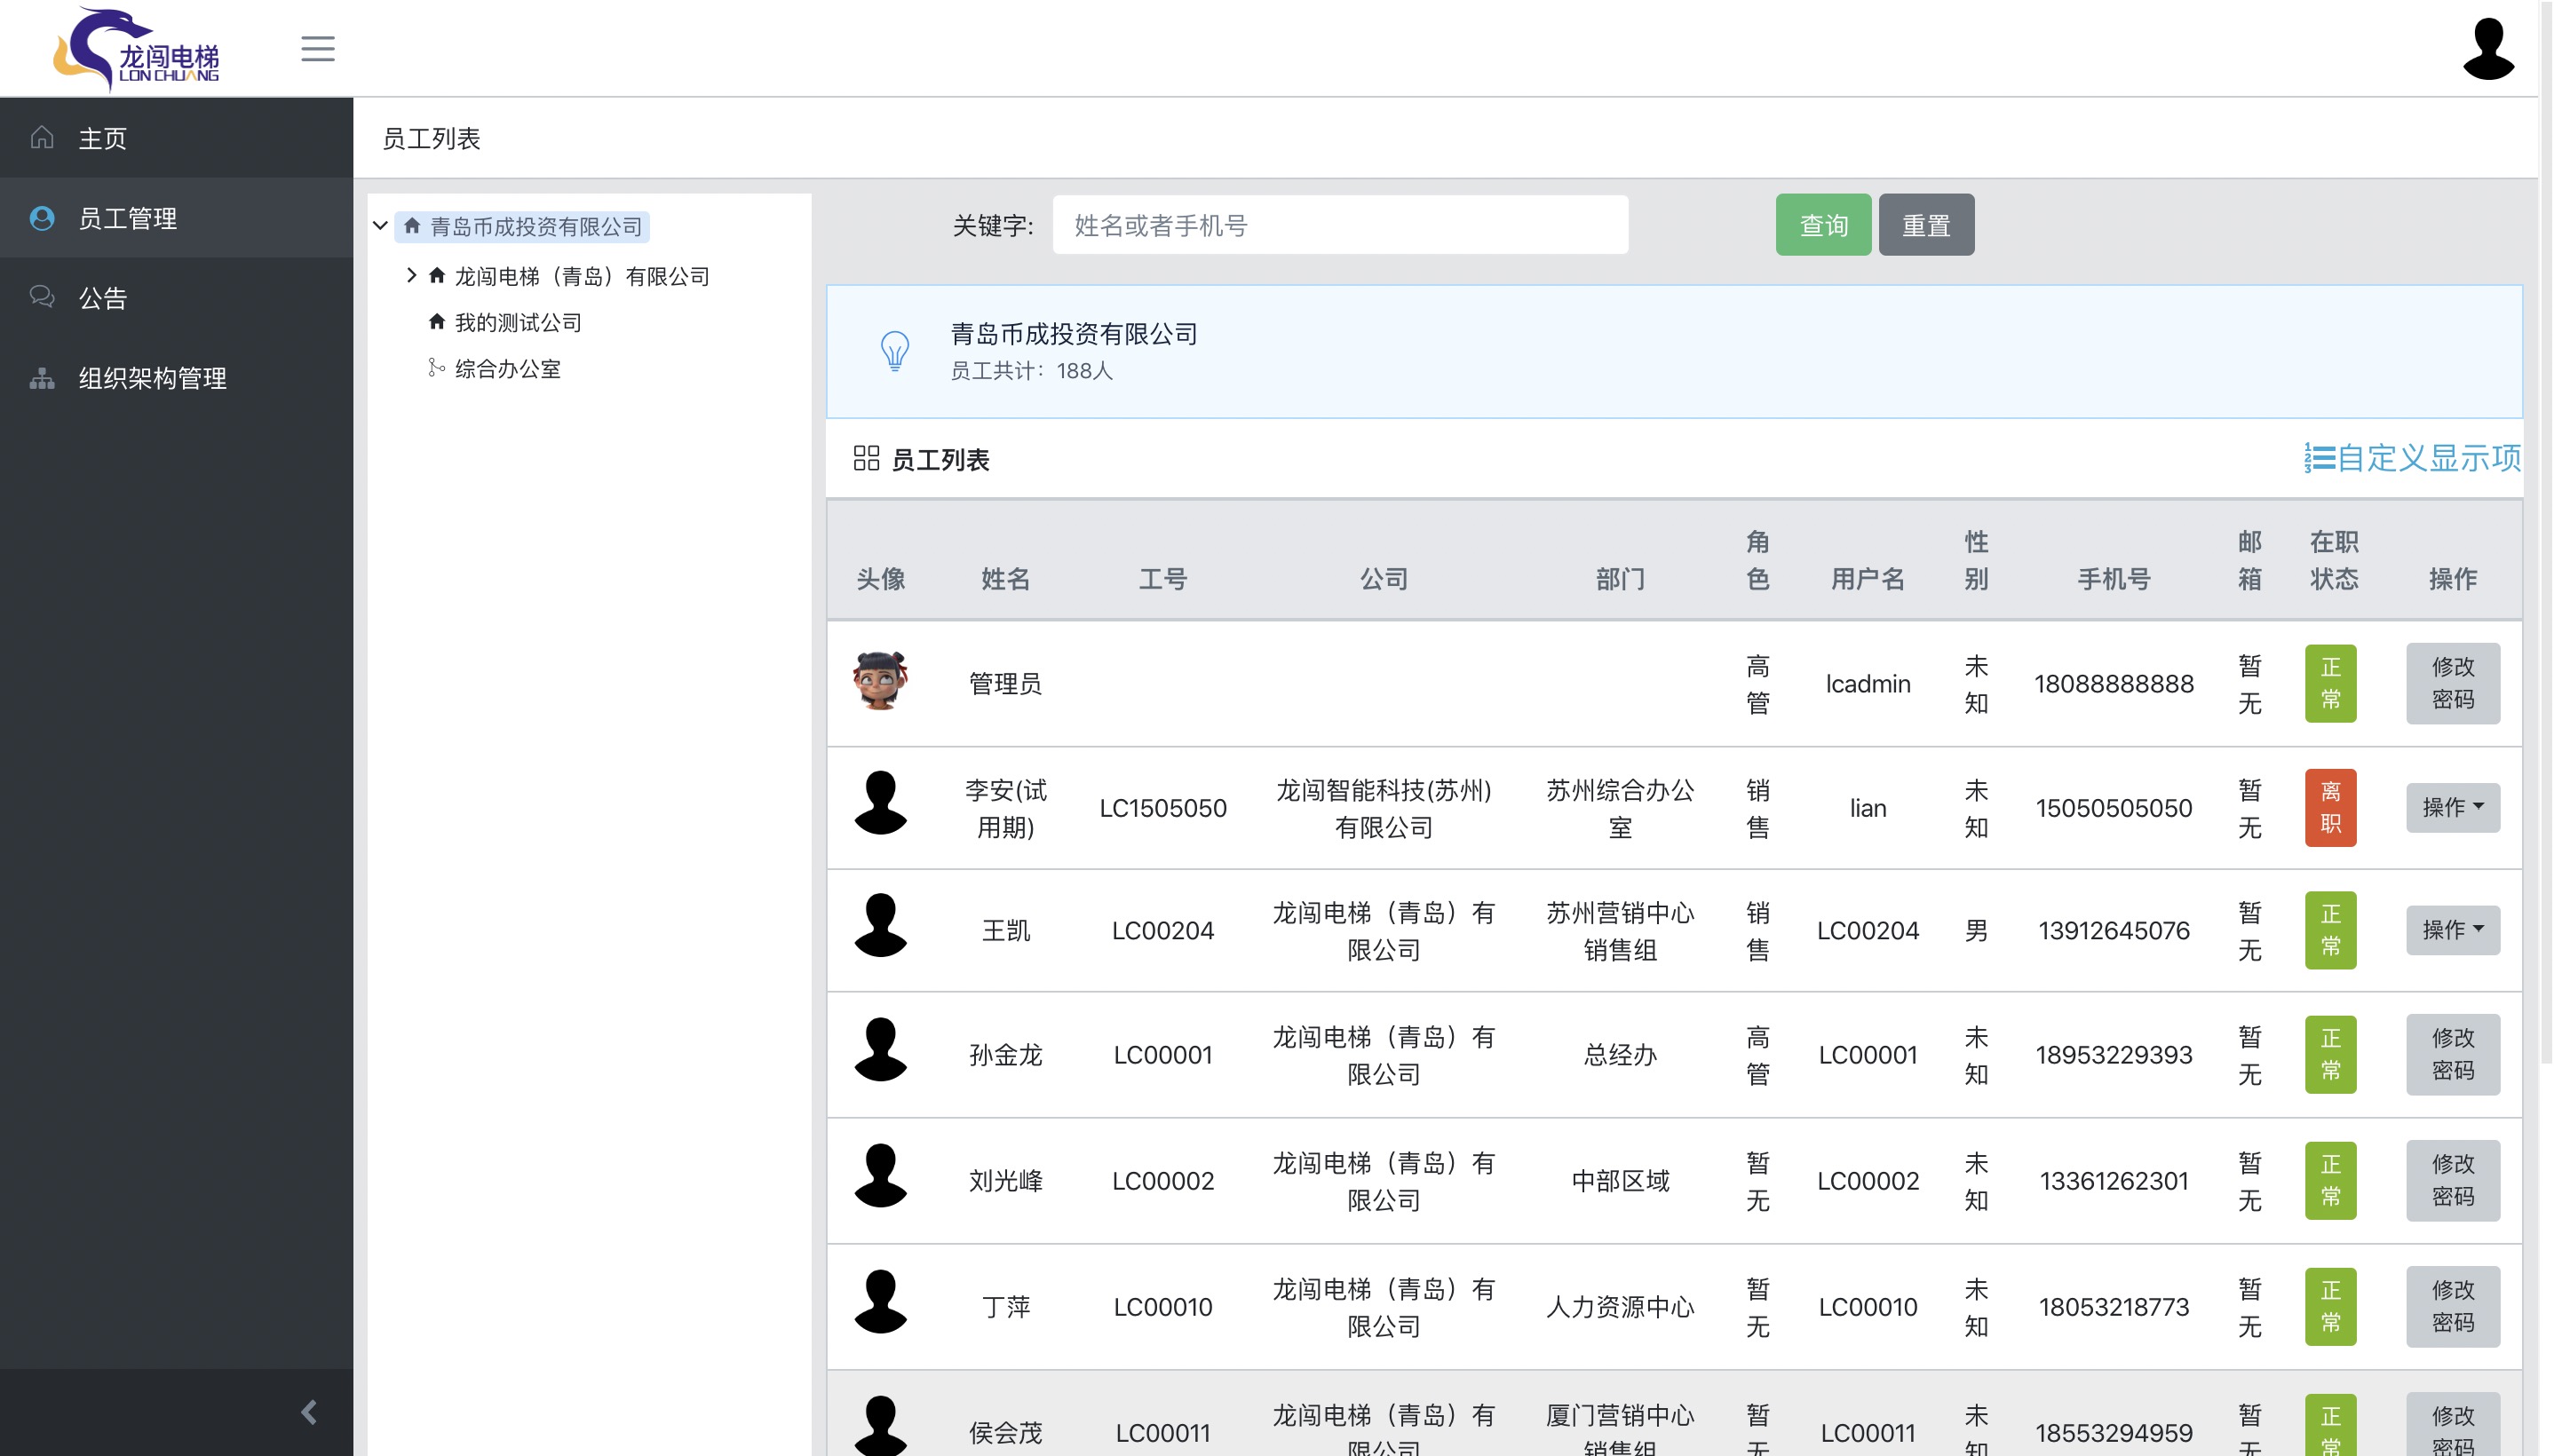 龙闯电梯
LON CHUANG
主页
员工管理
公告
组织架构管理
员工列表
青岛币成投资有限公司
龙闯电梯（青岛）有限公司
我的测试公司
综合办公室
关键字:
姓名或者手机号
查询
重置
青岛币成投资有限公司
员工共计：188人
员工列表
自定义显示项
头像 姓名 工号 公司 部门 角色 用户名 性别 手机号 邮箱 在职状态 操作
管理员 高管 lcadmin 未知 18088888888 暂无 正常 修改密码
李安(试用期) LC1505050 龙闯智能科技(苏州)有限公司 苏州综合办公室 销售 lian 未知 15050505050 暂无 离职 操作
王凯 LC00204 龙闯电梯（青岛）有限公司 苏州营销中心销售组 销售 LC00204 男 13912645076 暂无 正常 操作
孙金龙 LC00001 龙闯电梯（青岛）有限公司 总经办 高管 LC00001 未知 18953229393 暂无 正常 修改密码
刘光峰 LC00002 龙闯电梯（青岛）有限公司 中部区域 暂无 LC00002 未知 13361262301 暂无 正常 修改密码
丁萍 LC00010 龙闯电梯（青岛）有限公司 人力资源中心 暂无 LC00010 未知 18053218773 暂无 正常 修改密码
侯会茂 LC00011 龙闯电梯（青岛）有限公司 厦门营销中心销售组 暂无 LC00011 未知 18553294959 暂无 正常 修改密码